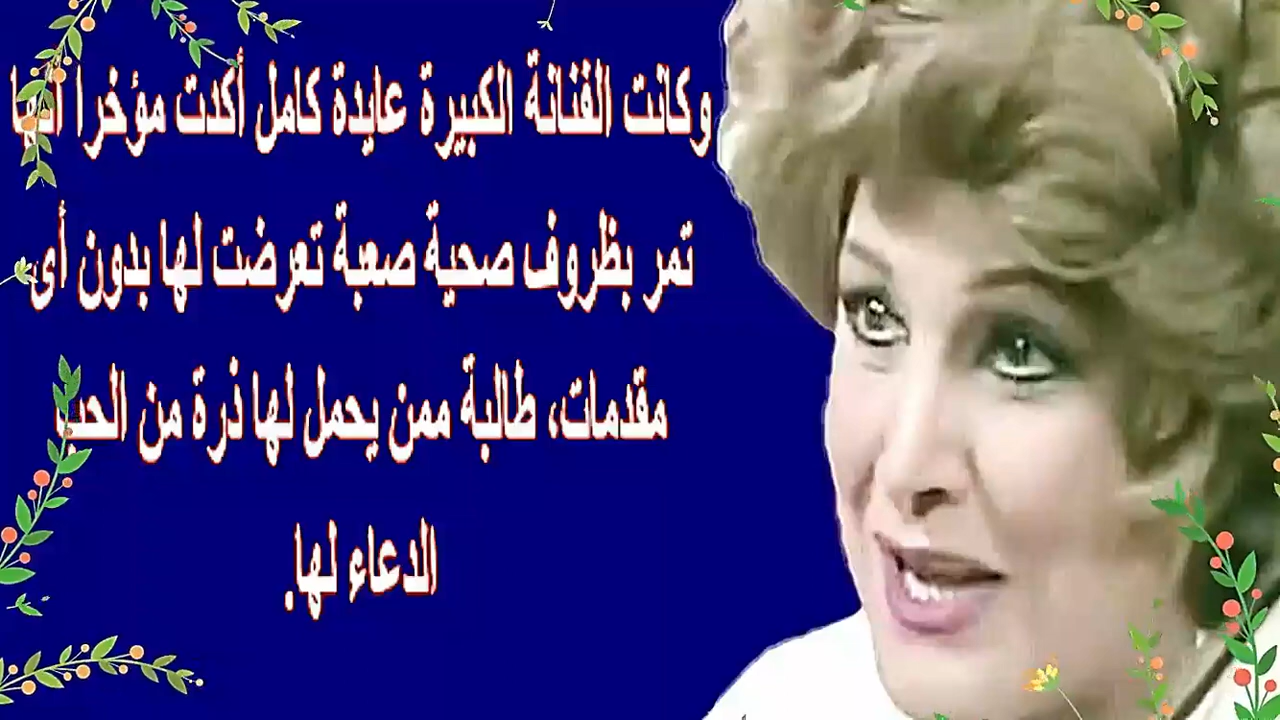 وكانت الفنانة الكبيرة عايدة كامل أكدت مؤخرا أنها
تمر بظروف صحية صعبة تعرضت لها بدون أى
مقدمات، طالبة ممن يحمل لها ذرة من الحب
الدعاء لها.